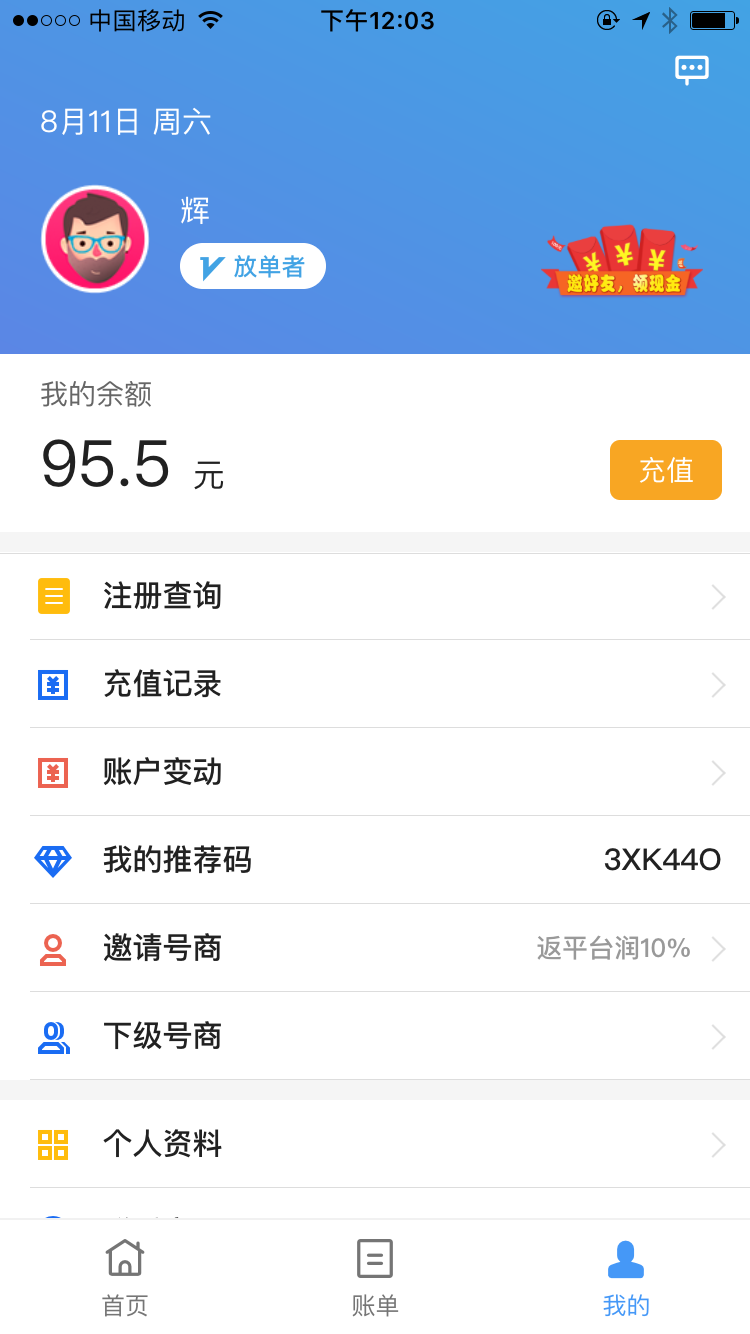 中国移动 下午12:03
8月11日 周六
辉
放单者
邀好友，领现金
我的余额
95.5 元
充值
注册查询
充值记录
账户变动
我的推荐码 3XK44O
邀请号商 返平台润10%
下级号商
个人资料
首页 账单 我的